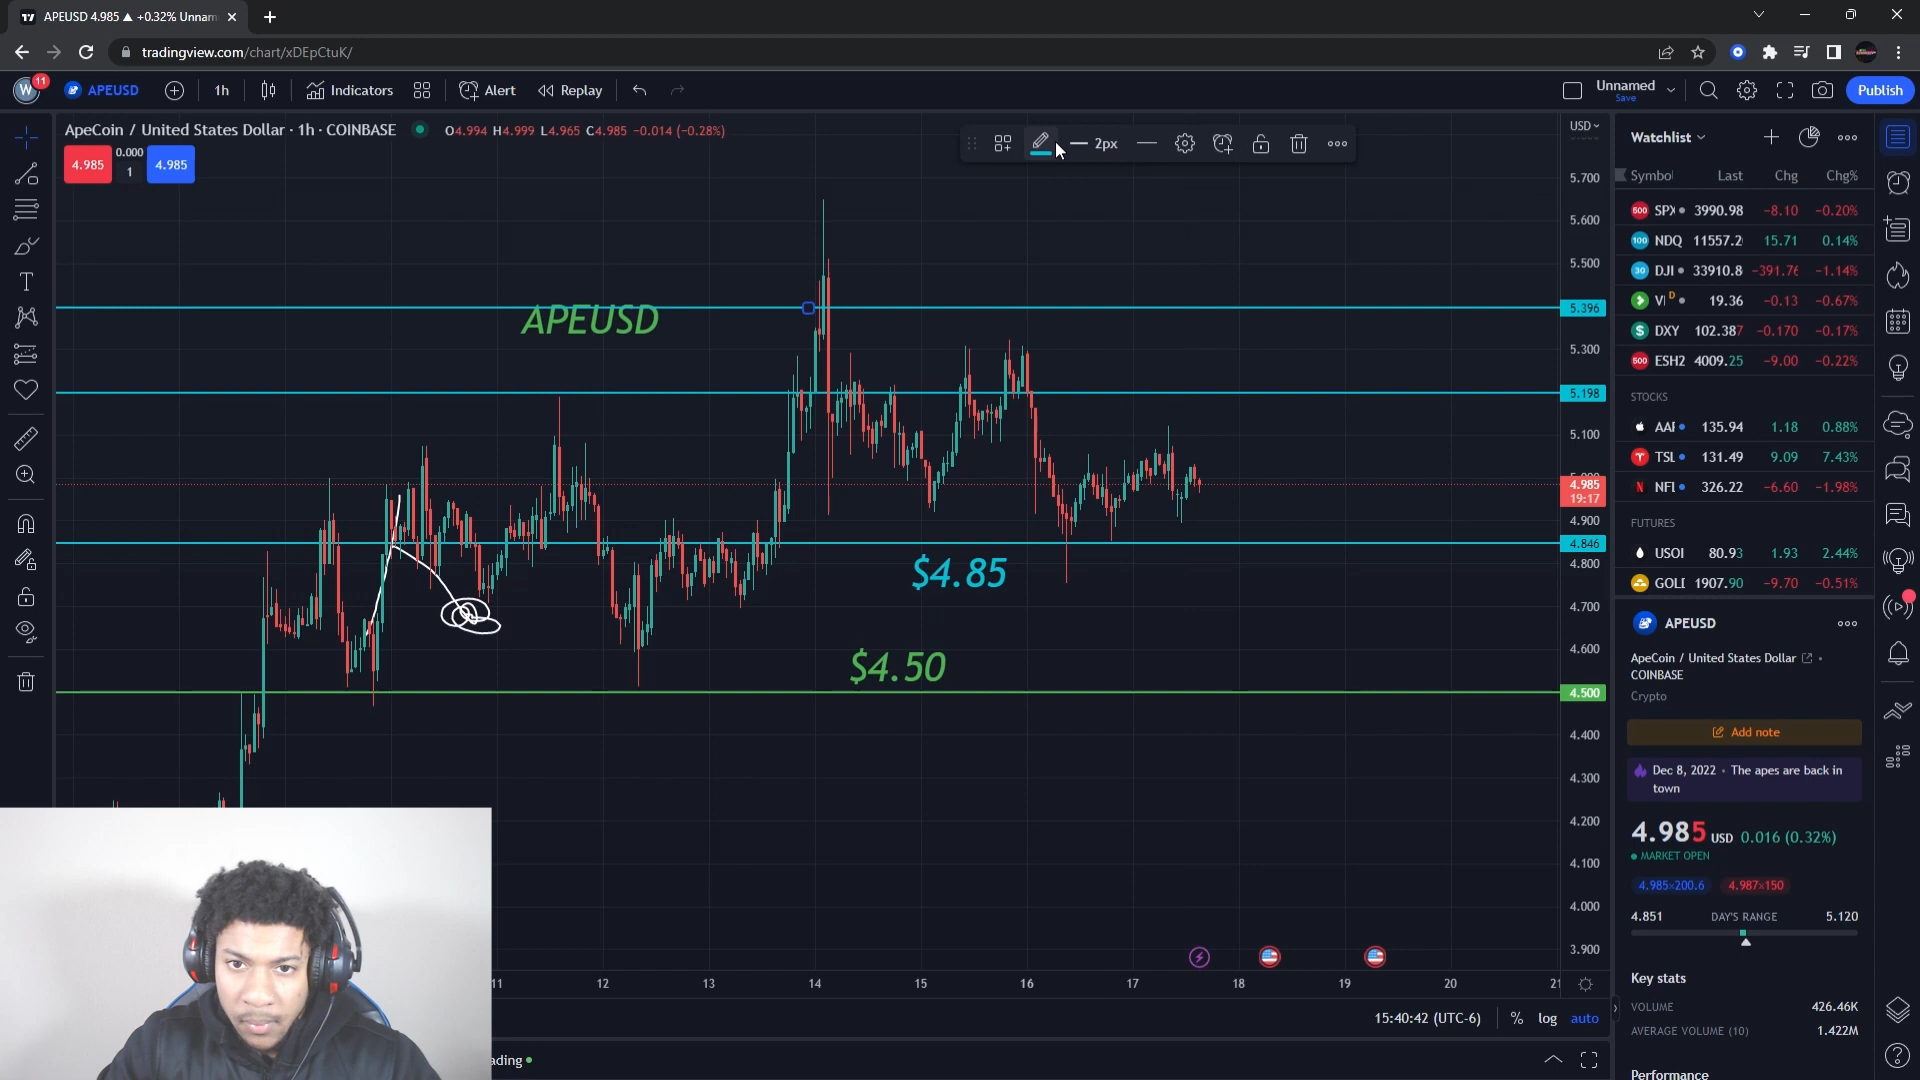 APEUSD 4.985 ▲ +0.32% Unnam
tradingview.com/chart/xDEpCtuK/
W 11 APEUSD 1h Indicators Alert Replay Unnamed Save Publish
ApeCoin / United States Dollar · 1h · COINBASE O4.994 H4.999 L4.965 C4.985 −0.014 (−0.28%)
4.985 0.000 1 4.985
2px
USD
5.700
5.600
5.500
5.396
5.300
5.198
5.100
4.985
19:17
4.900
4.846
4.800
4.700
4.600
4.500
4.400
4.300
4.200
4.100
4.000
3.900
APEUSD
$4.85
$4.50
11 12 13 14 15 16 17 18 19 20 21
15:40:42 (UTC-6) % log auto
ading
Watchlist
Symbol Last Chg Chg%
500 SPX 3990.98 −8.10 −0.20%
100 NDQ 11557.2 15.71 0.14%
30 DJI 33910.8 −391.76 −1.14%
VI D 19.36 −0.13 −0.67%
$ DXY 102.387 −0.170 −0.17%
500 ESH2 4009.25 −9.00 −0.22%
STOCKS
AAF 135.94 1.18 0.88%
TSL 131.49 9.09 7.43%
N NFL 326.22 −6.60 −1.98%
FUTURES
USOI 80.93 1.93 2.44%
GOLD 1907.90 −9.70 −0.51%
APEUSD
ApeCoin / United States Dollar
COINBASE
Crypto
Add note
Dec 8, 2022 · The apes are back in
town
4.985 USD 0.016 (0.32%)
MARKET OPEN
4.985×200.6 4.987×150
4.851 DAY'S RANGE 5.120
Key stats
VOLUME 426.46K
AVERAGE VOLUME (10) 1.422M
Performance